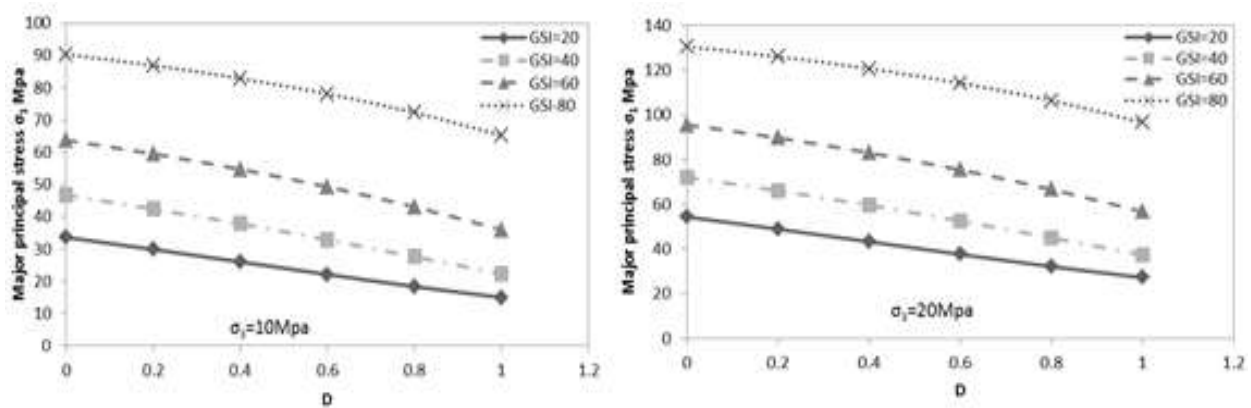 100
90
80
70
60
50
40
30
20
10
0
Major principal stress σ₁ Mpa
GSI=20
GSI=40
GSI=60
GSI-80
σ₃=10Mpa
0 0.2 0.4 0.6 0.8 1 1.2
D
140
120
100
80
60
40
20
0
Major principal stress σ₁ Mpa
GSI=20
GSI=40
GSI=60
GSI=80
σ₃=20Mpa
0 0.2 0.4 0.6 0.8 1 1.2
D